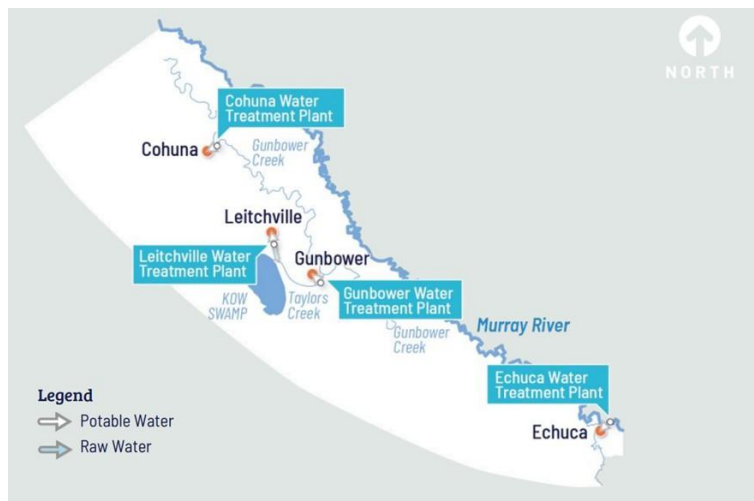 NORTH
Cohuna Water
Treatment Plant
Cohuna
Gunbower
Creek
Leitchville
Leitchville Water
Treatment Plant
Gunbower
KOW
SWAMP
Taylors
Creek
Gunbower Water
Treatment Plant
Gunbower
Creek
Murray River
Echuca Water
Treatment Plant
Echuca
Legend
Potable Water
Raw Water